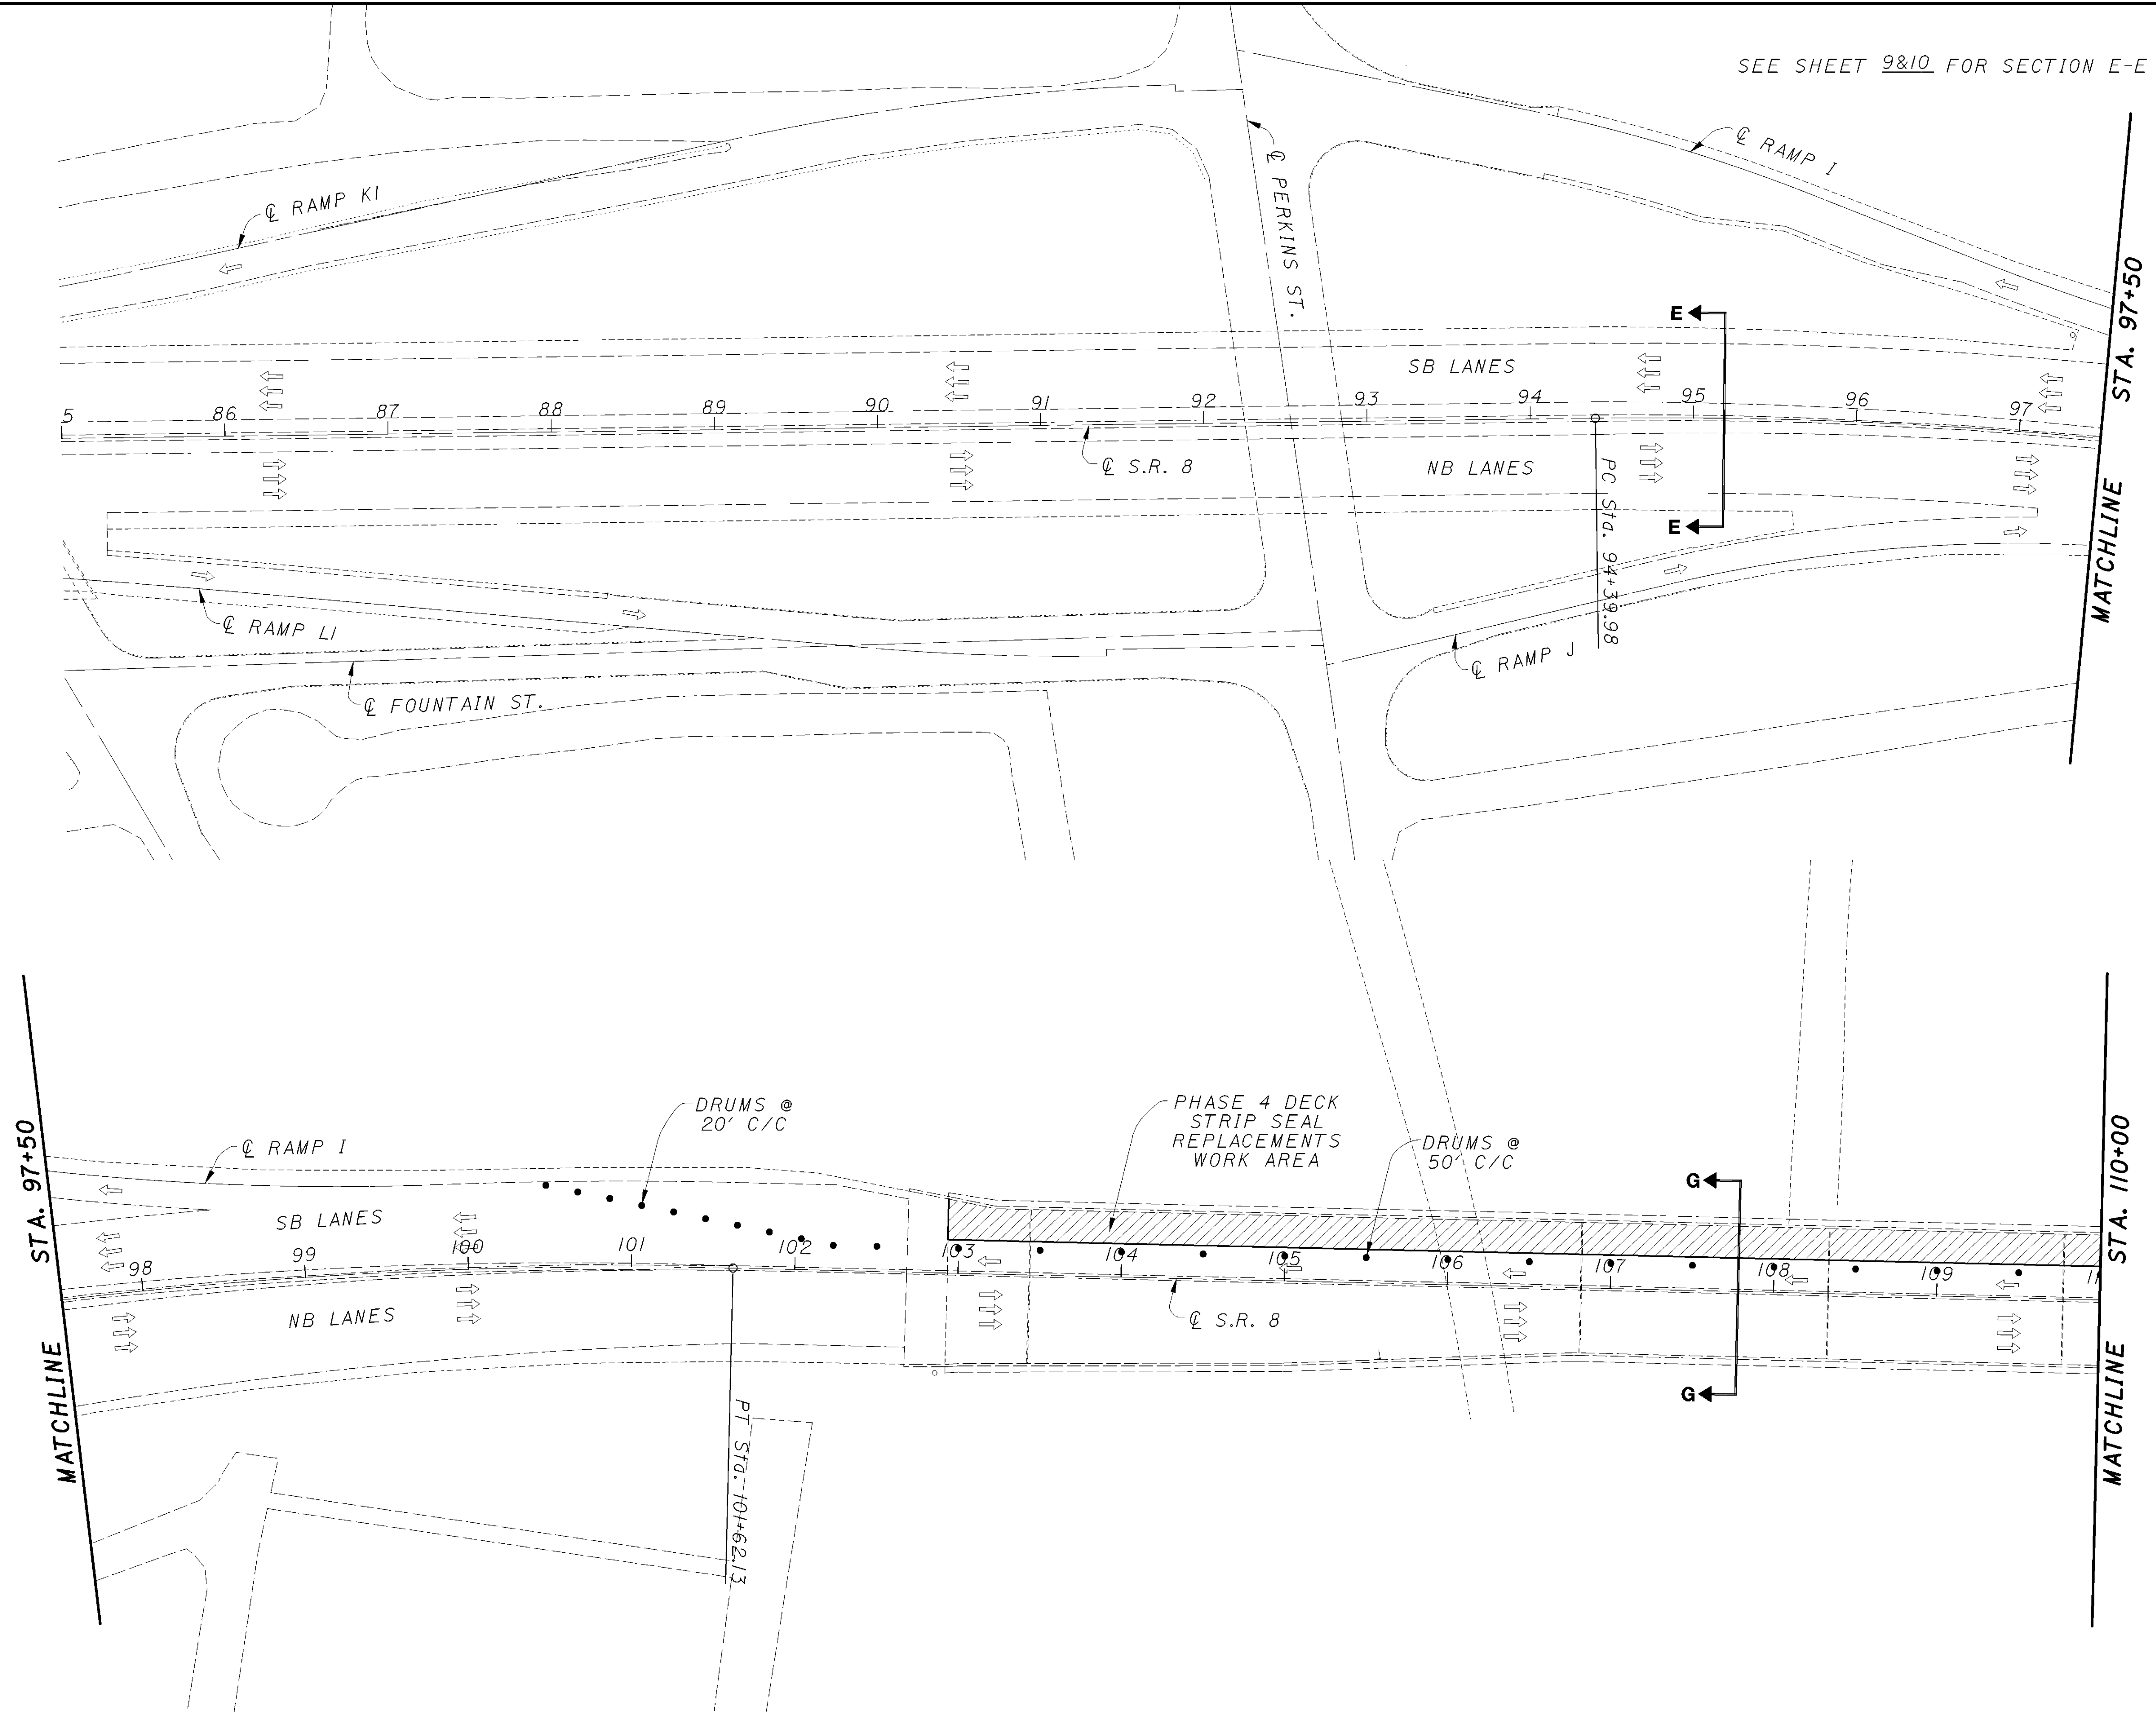 SEE SHEET 9&10 FOR SECTION E-E
℄ RAMP I
℄ RAMP K1
℄ PERKINS ST.
STA. 97+50
MATCHLINE
E
SB LANES
5 86 87 88 89 90 91 92 93 94 95 96 97
℄ S.R. 8
NB LANES
E
PC Sta. 94+39.98
℄ RAMP L1
℄ RAMP J
℄ FOUNTAIN ST.
STA. 97+50
MATCHLINE
DRUMS @
20' C/C
PHASE 4 DECK
STRIP SEAL
REPLACEMENTS
WORK AREA
DRUMS @
50' C/C
℄ RAMP I
G
SB LANES
98 99 100 101 102 103 104 105 106 107 108 109 11
NB LANES
℄ S.R. 8
G
PT Sta. 101+62.13
STA. 110+00
MATCHLINE